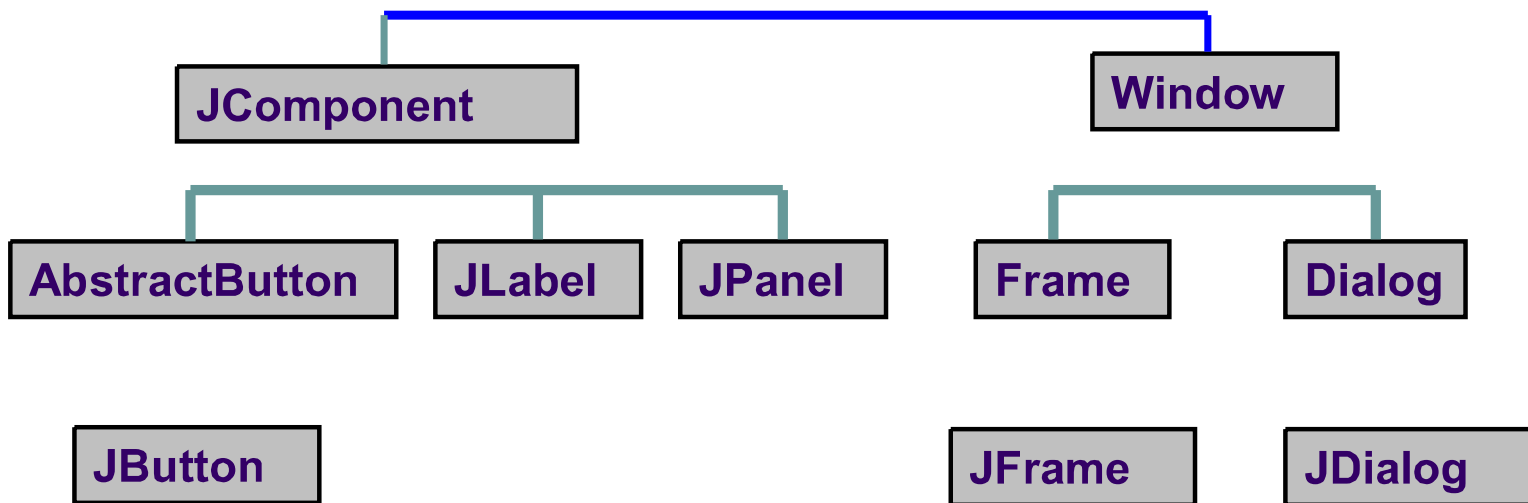 JComponent
Window
AbstractButton
JLabel
JPanel
Frame
Dialog
JButton
JFrame
JDialog